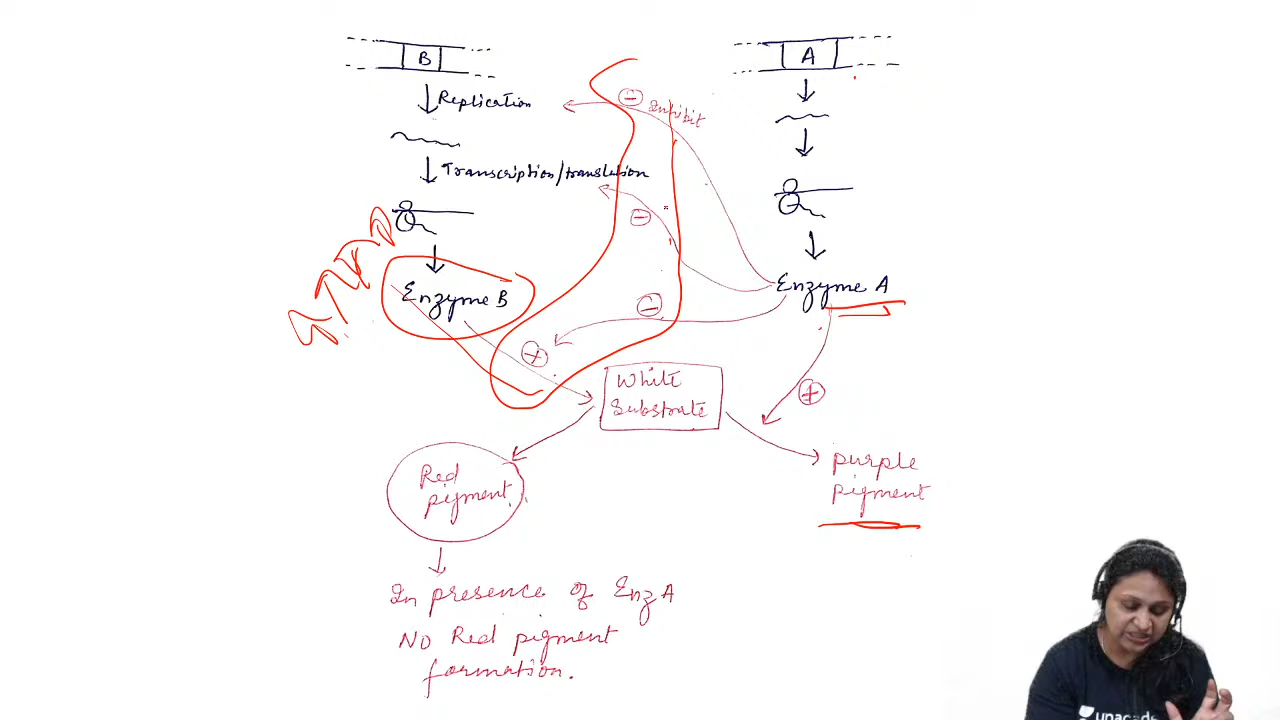 B
A
Replication
⊖ Inhibit
Transcription/translation
⊖
Enzyme A
Enzyme B
⊖
⊕
White
Substrate
⊕
Red
pigment
purple
pigment
In presence of Enz A
NO Red pigment
formation.
unacade